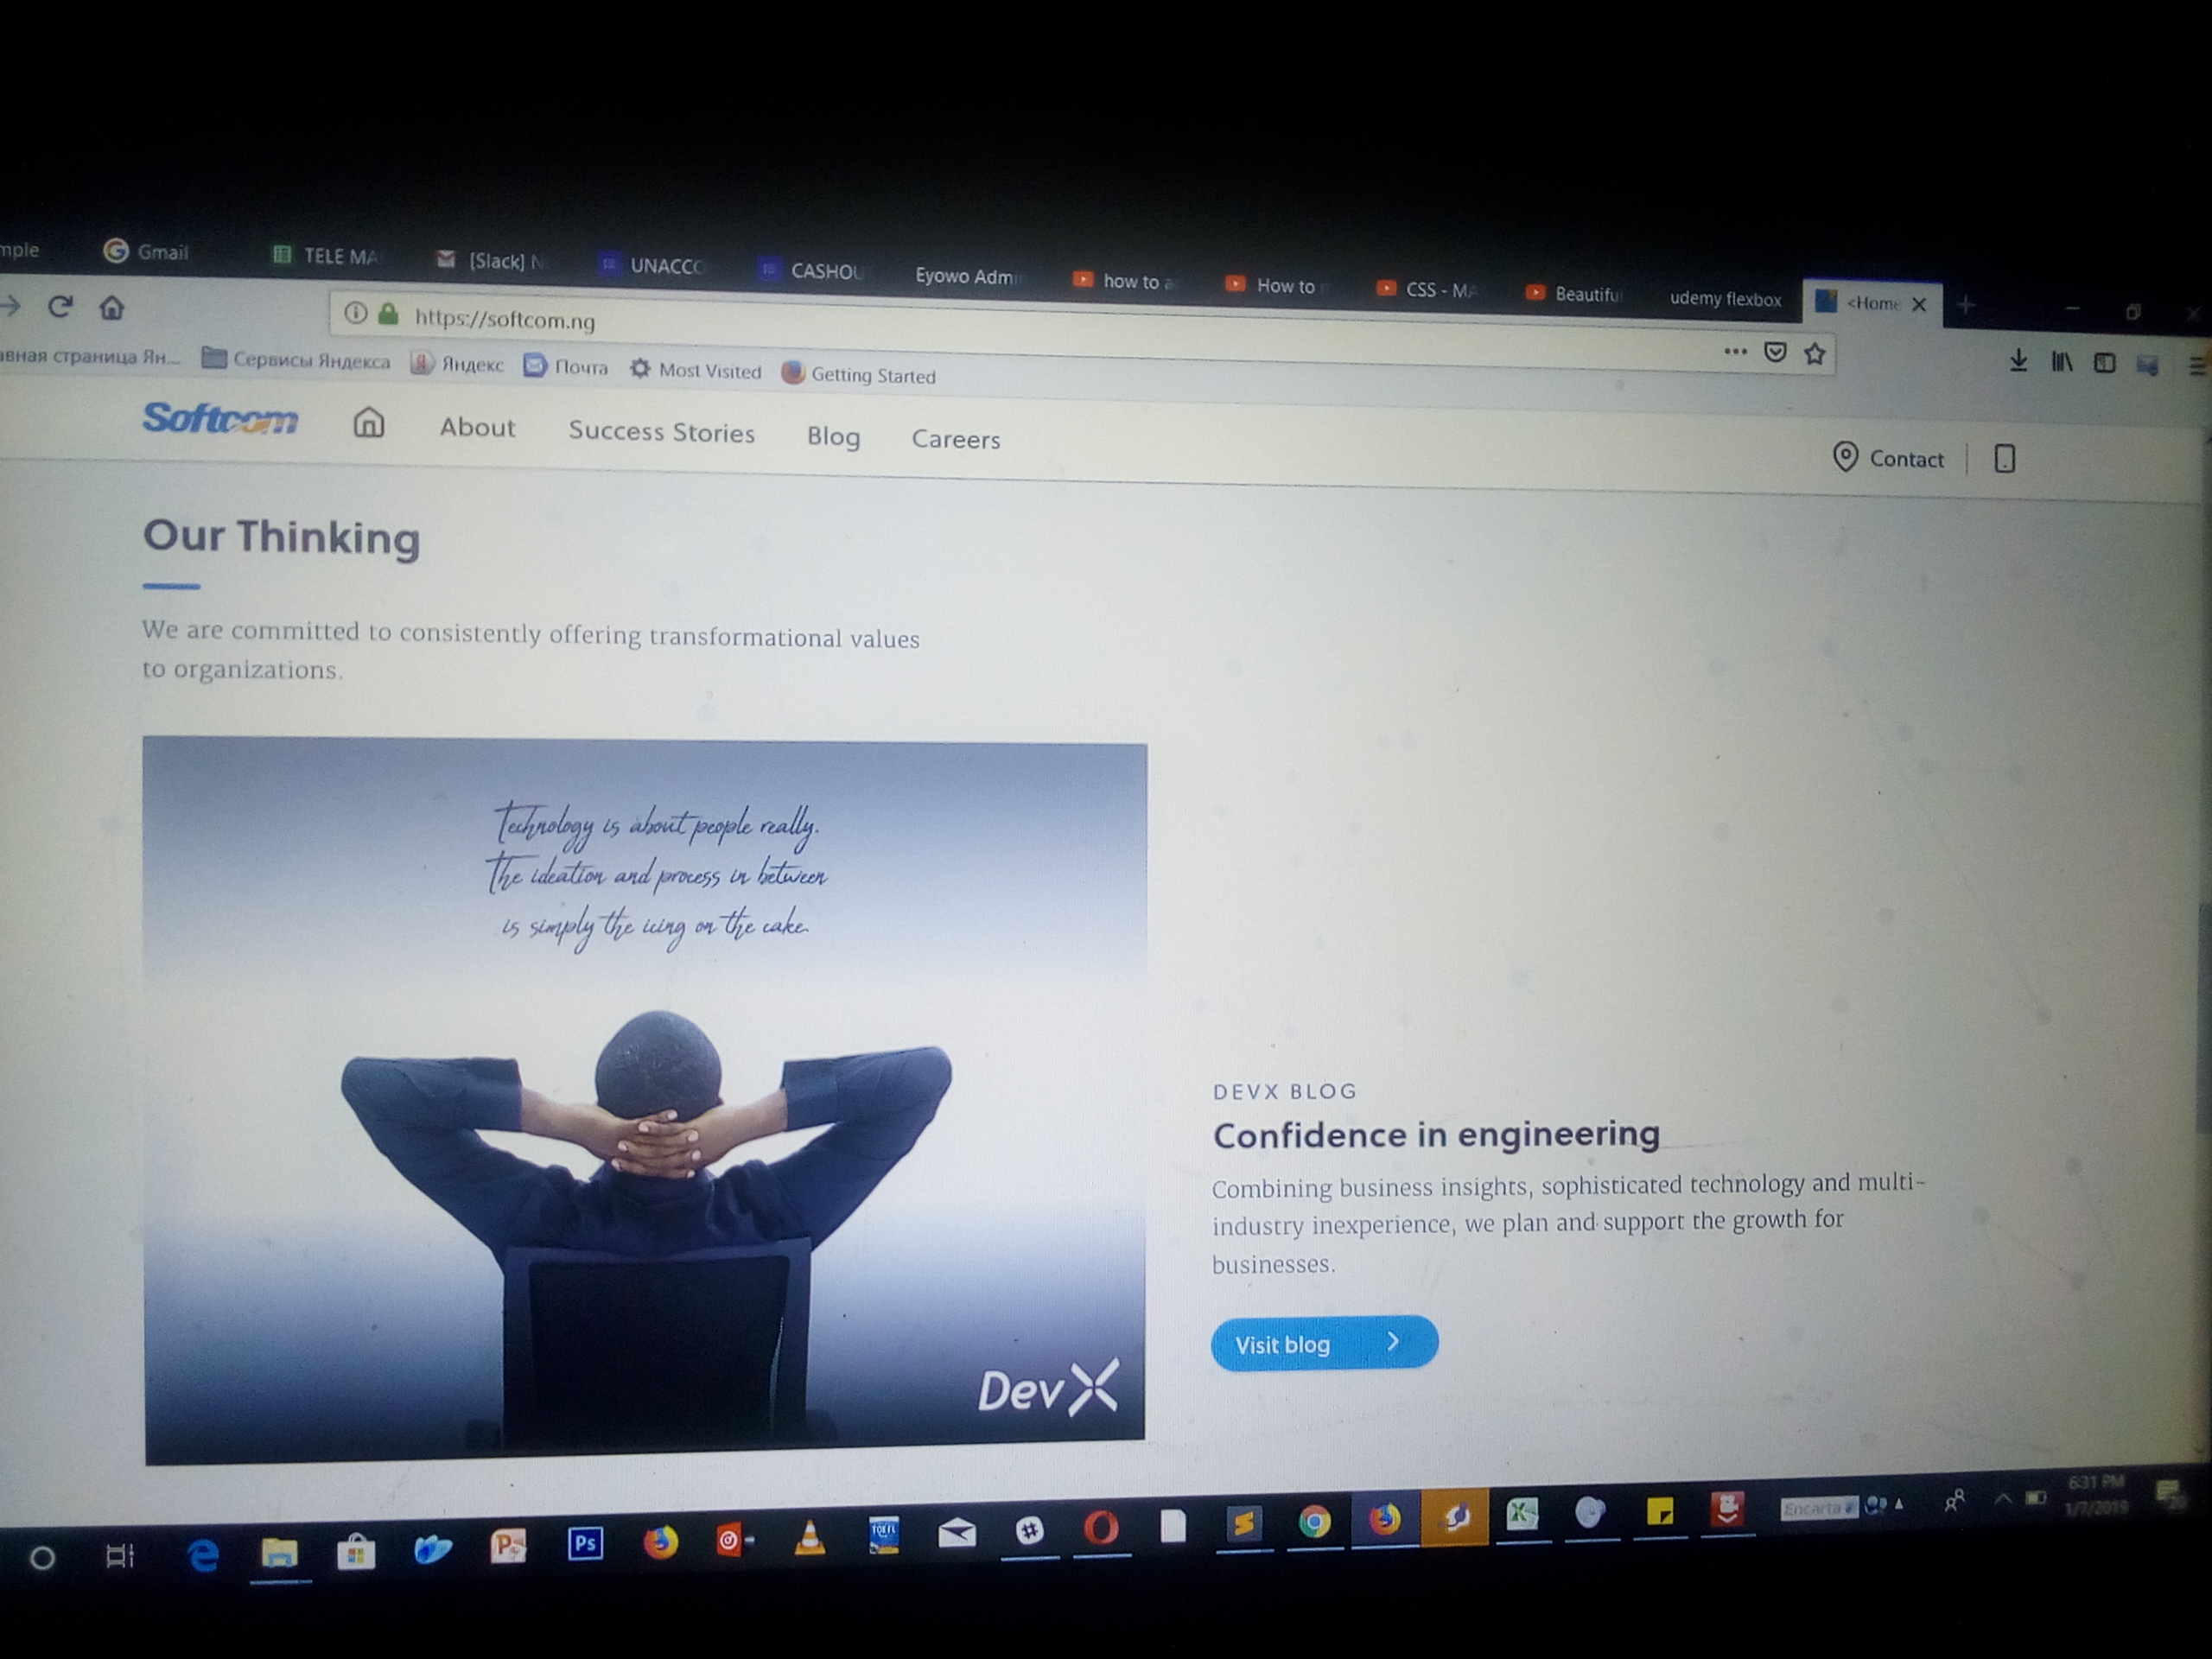 Gmail
TELE MA
[Slack] N
UNACCO
CASHOU
Eyowo Adm
how to a
How to
CSS - MA
Beautifu
udemy flexbox
<Home
https://softcom.ng
Сервисы Яндекса
Яндекс
Почта
Most Visited
Getting Started
страница Ян...
Softcom
About
Success Stories
Blog
Careers
Contact
Our Thinking
We are committed to consistently offering transformational values
to organizations.
Technology is about people really.
The ideation and process in between
is simply the icing on the cake.
DevX
DEVX BLOG
Confidence in engineering
Combining business insights, sophisticated technology and multi-
industry inexperience, we plan and support the growth for
businesses.
Visit blog
Ps
TOEFL
Encarta
6:31 PM
1/7/2019